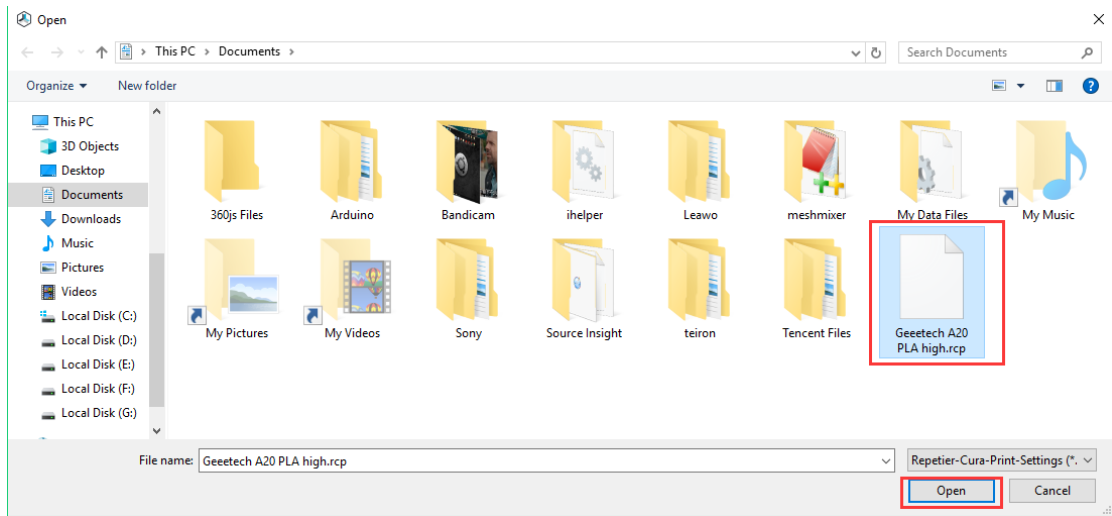 Open
This PC > Documents >
Search Documents
Organize
New folder
This PC
3D Objects
Desktop
Documents
Downloads
Music
Pictures
Videos
Local Disk (C:)
Local Disk (D:)
Local Disk (E:)
Local Disk (F:)
Local Disk (G:)
360js Files
Arduino
Bandicam
ihelper
Leawo
meshmixer
My Data Files
My Music
My Pictures
My Videos
Sony
Source Insight
teiron
Tencent Files
Geeetech A20
PLA high.rcp
File name:
Geeetech A20 PLA high.rcp
Repetier-Cura-Print-Settings (*.
Open
Cancel